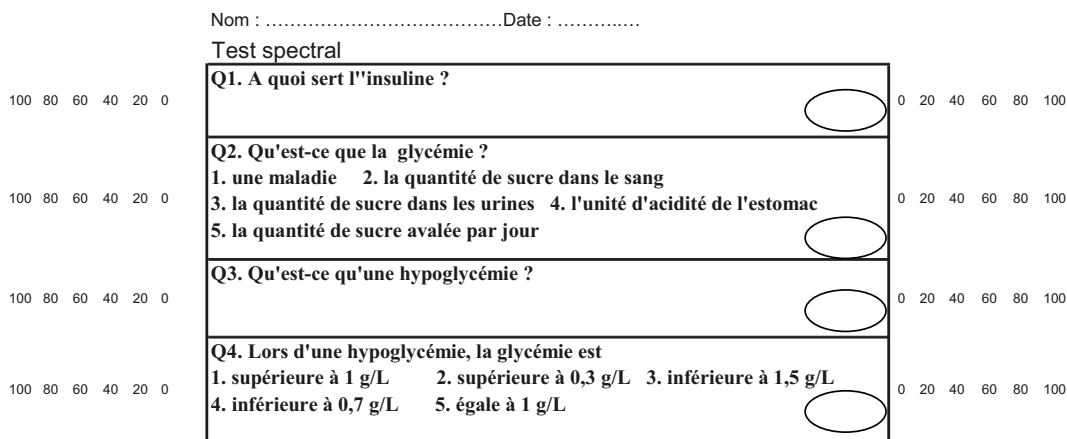 Nom : …………………………………Date : ………..…
Test spectral
Q1. A quoi sert l''insuline ?
100 80 60 40 20 0 0 20 40 60 80 100
Q2. Qu'est-ce que la glycémie ?
1. une maladie 2. la quantité de sucre dans le sang
100 80 60 40 20 0 3. la quantité de sucre dans les urines 4. l'unité d'acidité de l'estomac 0 20 40 60 80 100
5. la quantité de sucre avalée par jour
Q3. Qu'est-ce qu'une hypoglycémie ?
100 80 60 40 20 0 0 20 40 60 80 100
Q4. Lors d'une hypoglycémie, la glycémie est
1. supérieure à 1 g/L 2. supérieure à 0,3 g/L 3. inférieure à 1,5 g/L
100 80 60 40 20 0 0 20 40 60 80 100
4. inférieure à 0,7 g/L 5. égale à 1 g/L